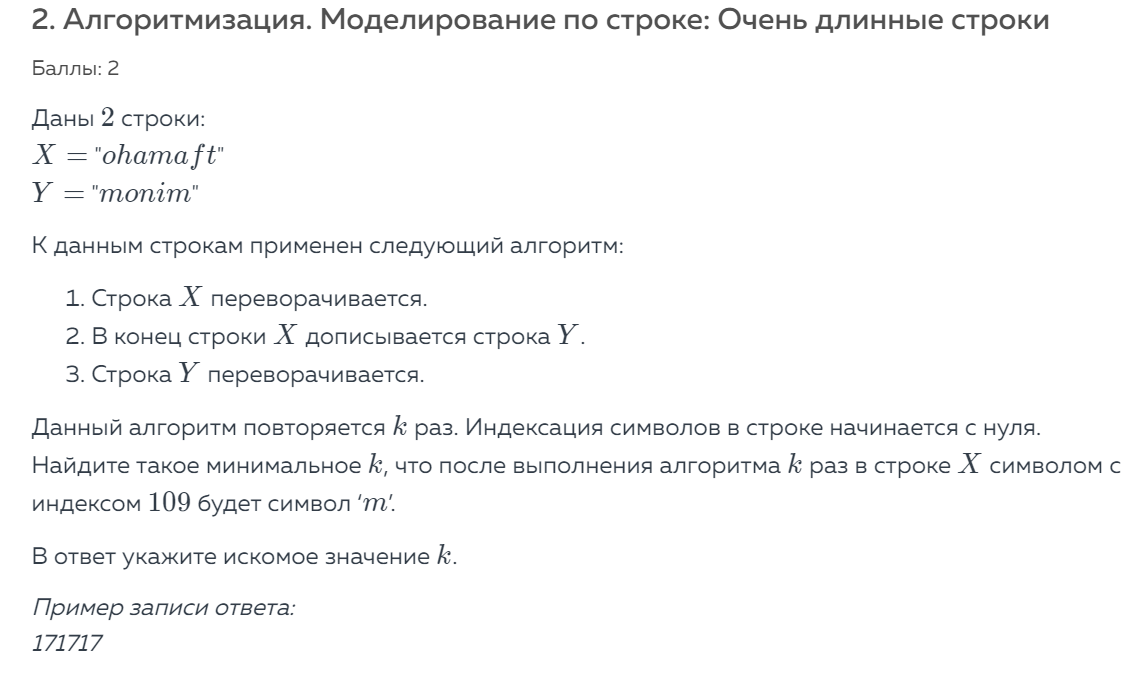 2. Алгоритмизация. Моделирование по строке: Очень длинные строки
Баллы: 2
Даны 2 строки:
X = "ohamaft"
Y = "monim"
К данным строкам применен следующий алгоритм:
1. Строка X переворачивается.
2. В конец строки X дописывается строка Y.
3. Строка Y переворачивается.
Данный алгоритм повторяется k раз. Индексация символов в строке начинается с нуля.
Найдите такое минимальное k, что после выполнения алгоритма k раз в строке X символом с
индексом 109 будет символ ‘m’.
В ответ укажите искомое значение k.
Пример записи ответа:
171717